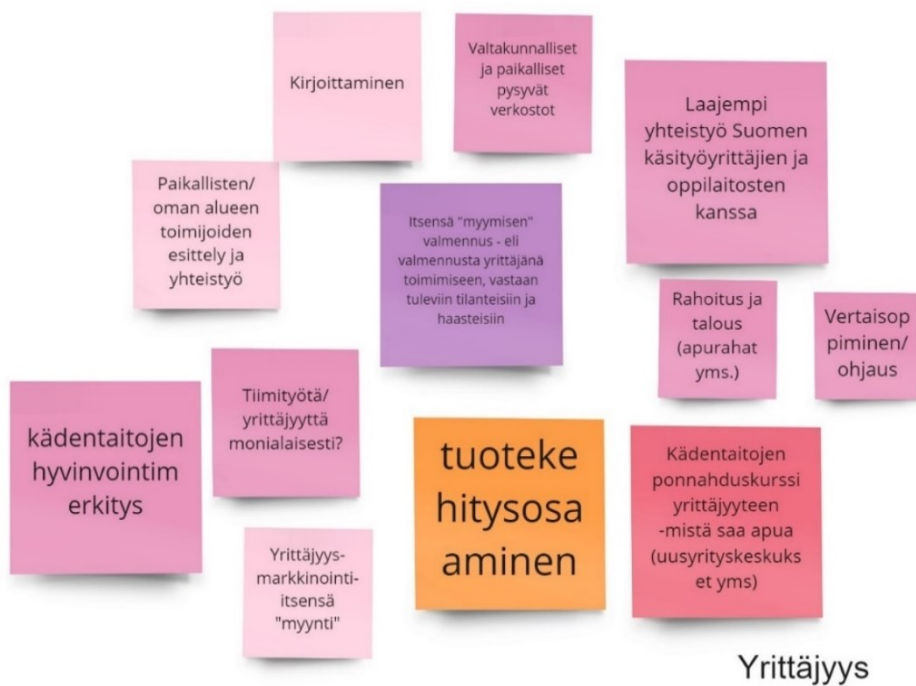 Kirjoittaminen
Valtakunnalliset
ja paikalliset
pysyvät
verkostot
Laajempi
yhteistyö Suomen
käsityöyrittäjien ja
oppilaitosten
kanssa
Paikallisten/
oman alueen
toimijoiden
esittely ja
yhteistyö
Itsensä "myymisen"
valmennus - eli
valmennusta yrittäjänä
toimimiseen, vastaan
tuleviin tilanteisiin ja
haasteisiin
Rahoitus ja
talous
(apurahat
yms.)
Vertaisop
piminen/
ohjaus
kädentaitojen
hyvinvointim
erkitys
Tiimityötä/
yrittäjyyttä
monialaisesti?
tuoteke
hitysosa
aminen
Kädentaitojen
ponnahduskurssi
yrittäjyyteen
-mistä saa apua
(uusyrityskeskuks
et yms)
Yrittäjyys-
markkinointi-
itsensä
"myynti"
Yrittäjyys